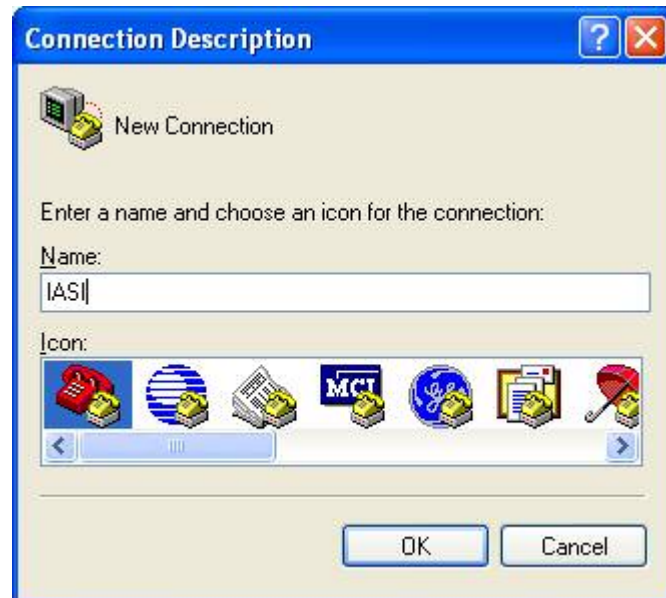 Connection Description
New Connection
Enter a name and choose an icon for the connection:
Name:
IASI
Icon:
MCI
OK
Cancel